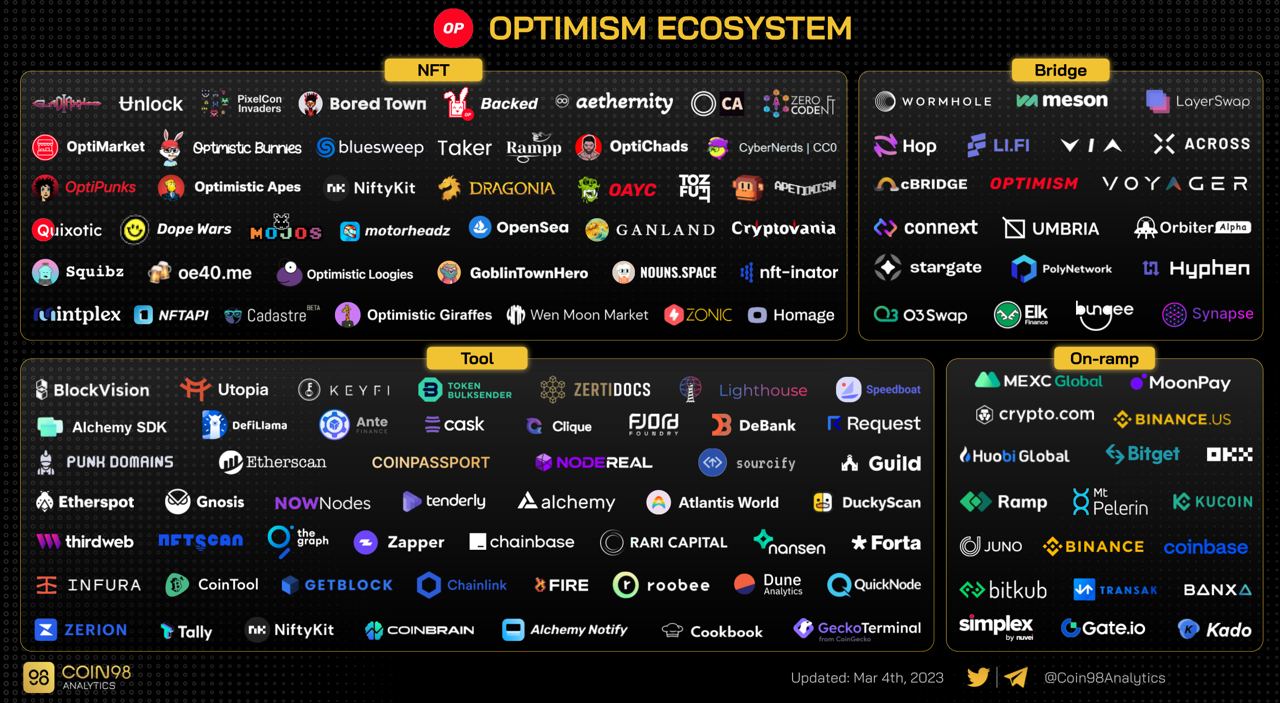 OP OPTIMISM ECOSYSTEM
NFT
Unlock PixelCon Invaders Bored Town OP Backed aethernity CA ZERO CODE NFT
OptiMarket Optimistic Bunnies bluesweep Taker Rampp OptiChads CyberNerds | CC0
OptiPunks Optimistic Apes nk NiftyKit DRAGONIA OAYC TOZ FUT APETIMISM
Quixotic Dope Wars MOJOS motorheadz OpenSea GANLAND Cryptovania
Squibz oe40.me Optimistic Loogies GoblinTownHero NOUNS.SPACE nft-inator
mintplex NFTAPI Cadastre BETA Optimistic Giraffes Wen Moon Market ZONIC Homage
Bridge
WORMHOLE meson LayerSwap
Hop LI.FI VIA ACROSS
cBRIDGE OPTIMISM VOYAGER
connext UMBRIA Orbiter Alpha
stargate PolyNetwork Hyphen
O3 O3Swap Elk Finance bungee Synapse
Tool
BlockVision Utopia KEYFI TOKEN BULKSENDER ZERTIDOCS Lighthouse Speedboat
Alchemy SDK DefiLlama Ante FINANCE cask Clique FJORD FOUNDRY DeBank Request
PUNK DOMAINS Etherscan COINPASSPORT NODEREAL sourcify Guild
Etherspot Gnosis NOWNodes tenderly alchemy Atlantis World DuckyScan
thirdweb NFTSCAN the graph Zapper chainbase RARI CAPITAL nansen Forta
INFURA CoinTool GETBLOCK Chainlink FIRE roobee Dune Analytics QuickNode
ZERION Tally nk NiftyKit COINBRAIN Alchemy Notify Cookbook GeckoTerminal from CoinGecko
On-ramp
MEXC Global MoonPay
crypto.com BINANCE.US
Huobi Global Bitget OKX
Ramp Mt Pelerin KUCOIN
JUNO BINANCE coinbase
bitkub TRANSAK BANXA
simplex by nuvei Gate.io Kado
98 COIN98 ANALYTICS
Updated: Mar 4th, 2023 @Coin98Analytics